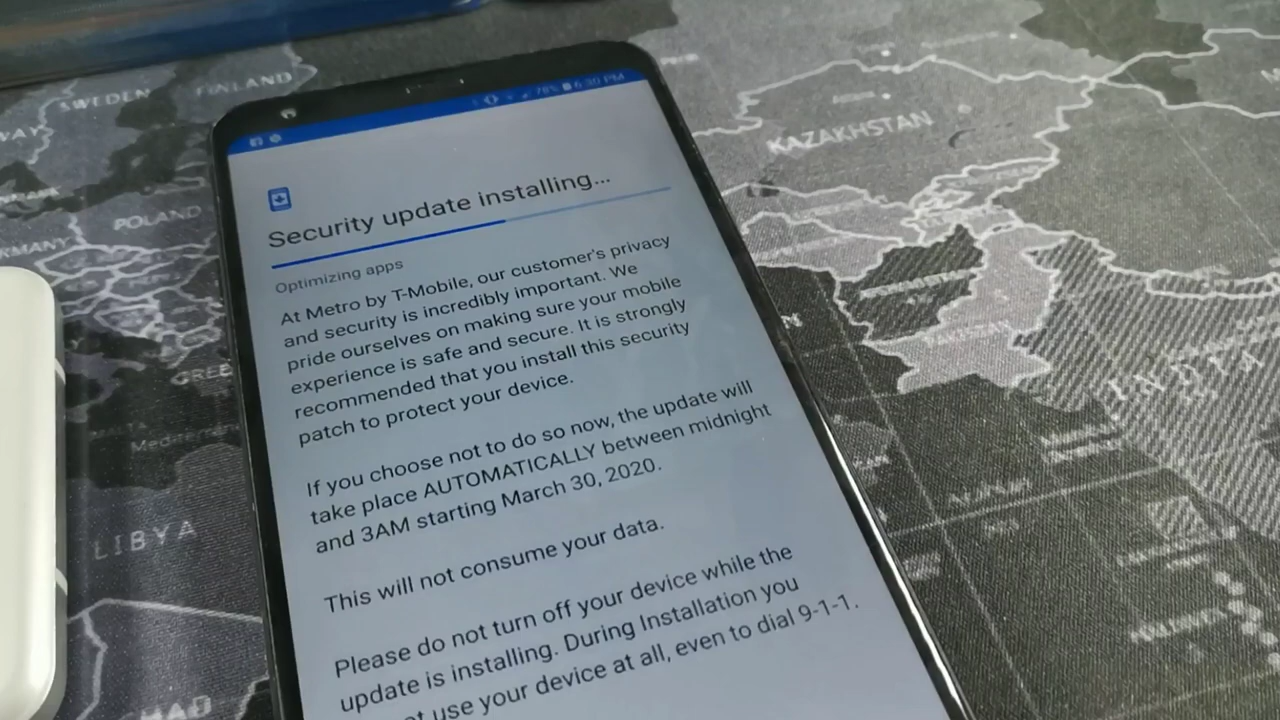 78% 6:30 PM
Security update installing...
Optimizing apps
At Metro by T-Mobile, our customer's privacy
and security is incredibly important. We
pride ourselves on making sure your mobile
experience is safe and secure. It is strongly
recommended that you install this security
patch to protect your device.
If you choose not to do so now, the update will
take place AUTOMATICALLY between midnight
and 3AM starting March 30, 2020.
This will not consume your data.
Please do not turn off your device while the
update is installing. During Installation you
use your device at all, even to dial 9-1-1.
SWEDEN
FINLAND
POLAND
KAZAKHSTAN
INDIA
LIBYA